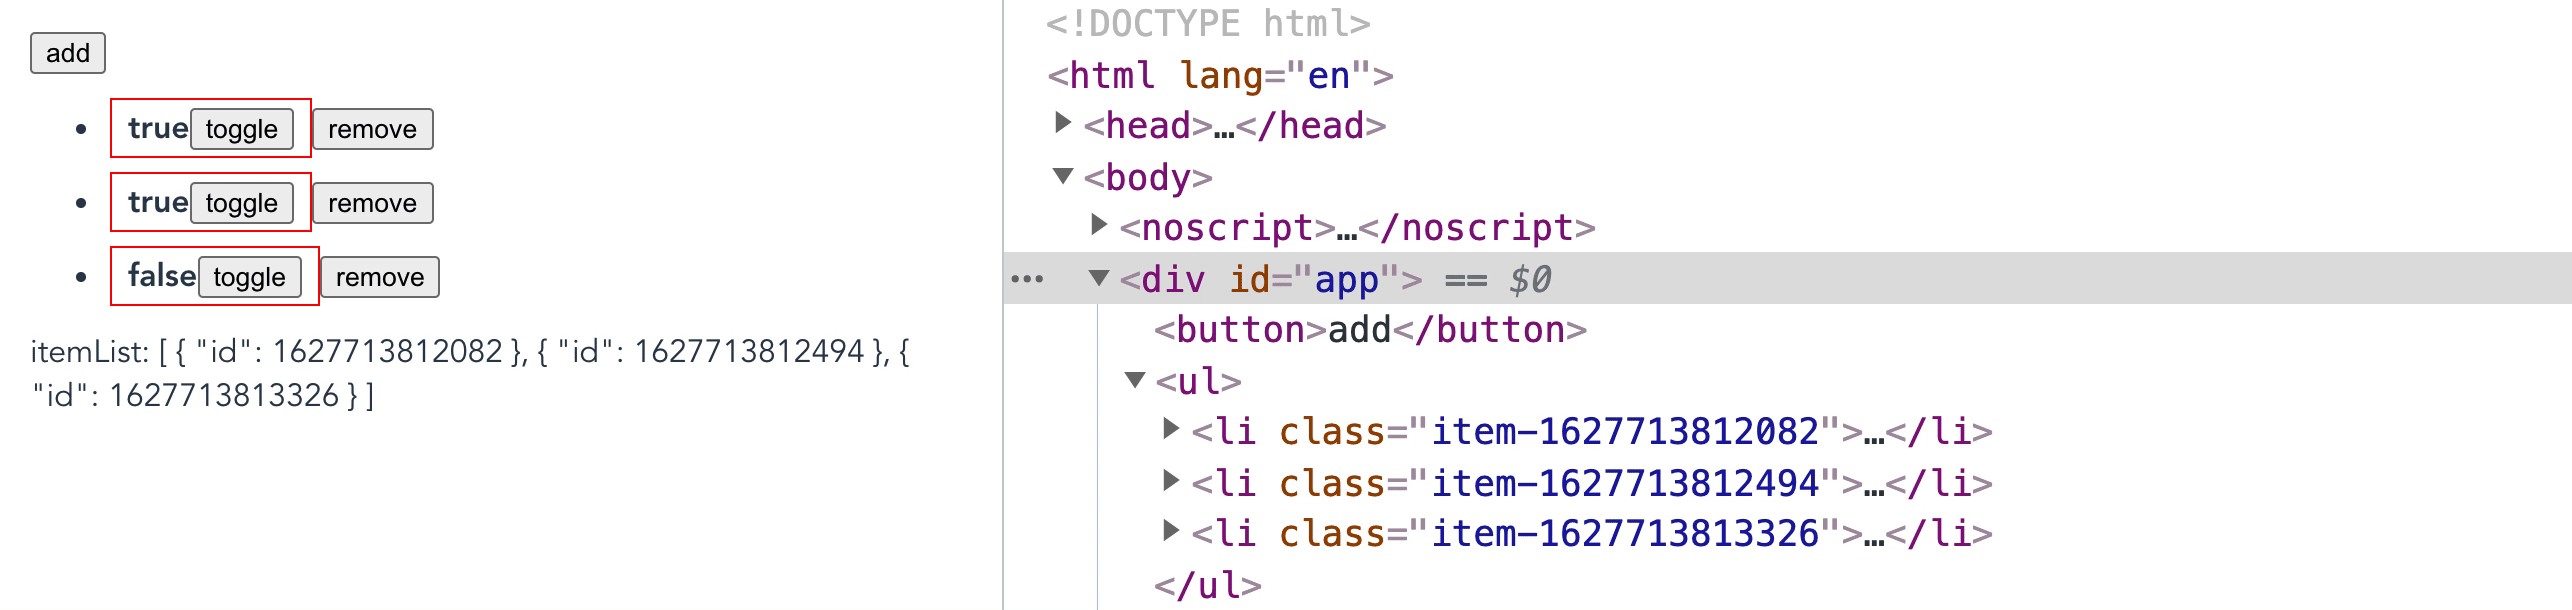 add
• true toggle remove
• true toggle remove
• false toggle remove
itemList: [ { "id": 1627713812082 }, { "id": 1627713812494 }, {
"id": 1627713813326 } ]
<!DOCTYPE html>
<html lang="en">
▶ <head>…</head>
▼ <body>
▶ <noscript>…</noscript>
••• ▼ <div id="app"> == $0
<button>add</button>
▼ <ul>
▶ <li class="item-1627713812082">…</li>
▶ <li class="item-1627713812494">…</li>
▶ <li class="item-1627713813326">…</li>
</ul>